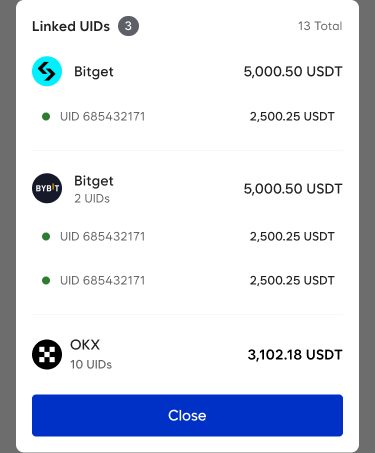 Linked UIDs 3 13 Total
Bitget 5,000.50 USDT
UID 685432171 2,500.25 USDT
BYBIT
Bitget 5,000.50 USDT
2 UIDs
UID 685432171 2,500.25 USDT
UID 685432171 2,500.25 USDT
OKX 3,102.18 USDT
10 UIDs
Close